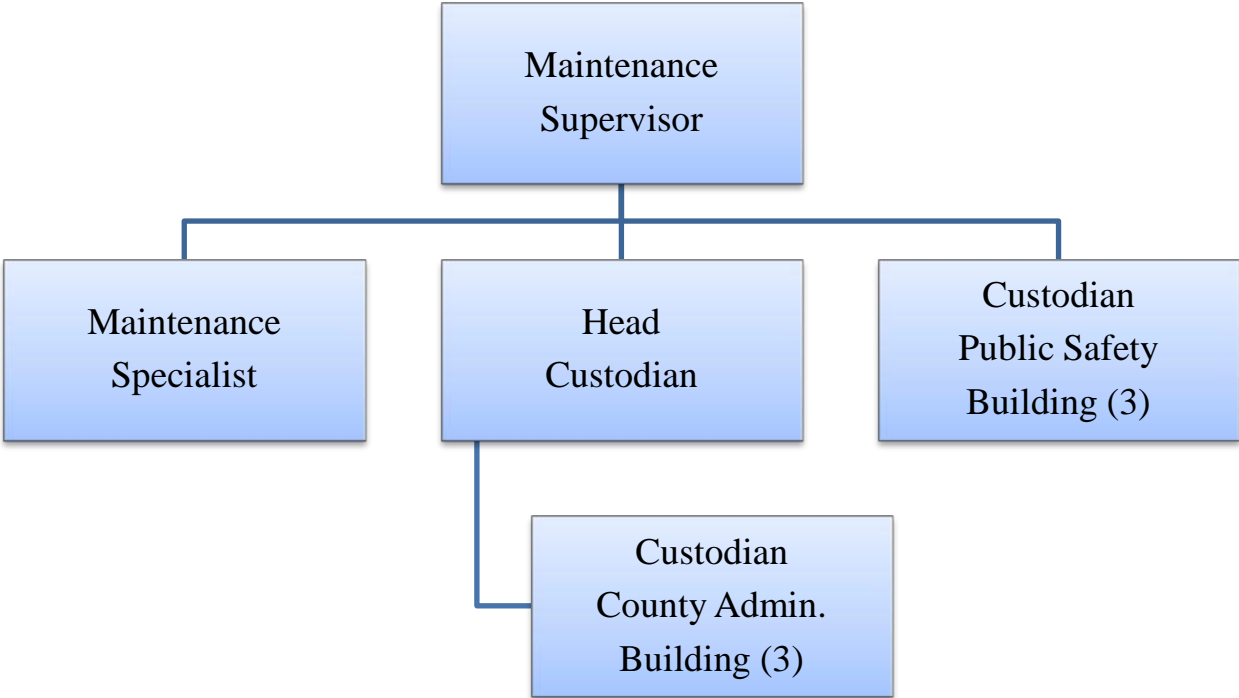 Maintenance
Supervisor
Maintenance
Specialist
Head
Custodian
Custodian
Public Safety
Building (3)
Custodian
County Admin.
Building (3)